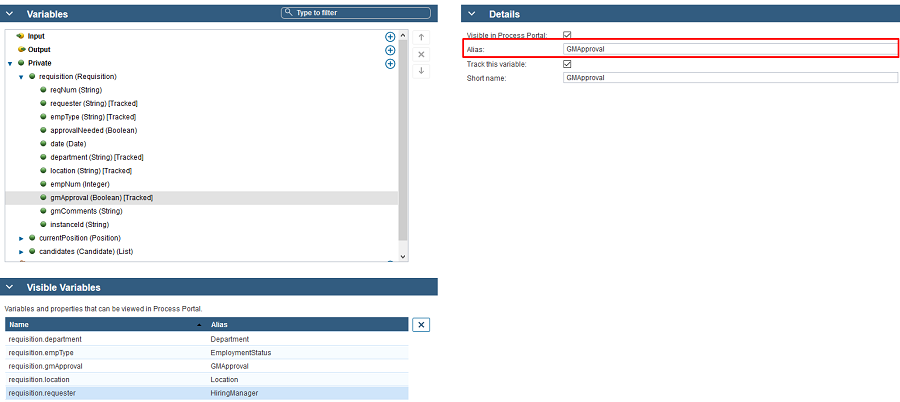 Variables
Type to filter
Input
Output
Private
requisition (Requisition)
reqNum (String)
requester (String) [Tracked]
empType (String) [Tracked]
approvalNeeded (Boolean)
date (Date)
department (String) [Tracked]
location (String) [Tracked]
empNum (Integer)
gmApproval (Boolean) [Tracked]
gmComments (String)
instanceId (String)
currentPosition (Position)
candidates (Candidate) (List)
Details
Visible in Process Portal:
Alias: GMApproval
Track this variable:
Short name: GMApproval
Visible Variables
Variables and properties that can be viewed in Process Portal.
Name Alias
requisition.department Department
requisition.empType EmploymentStatus
requisition.gmApproval GMApproval
requisition.location Location
requisition.requester HiringManager